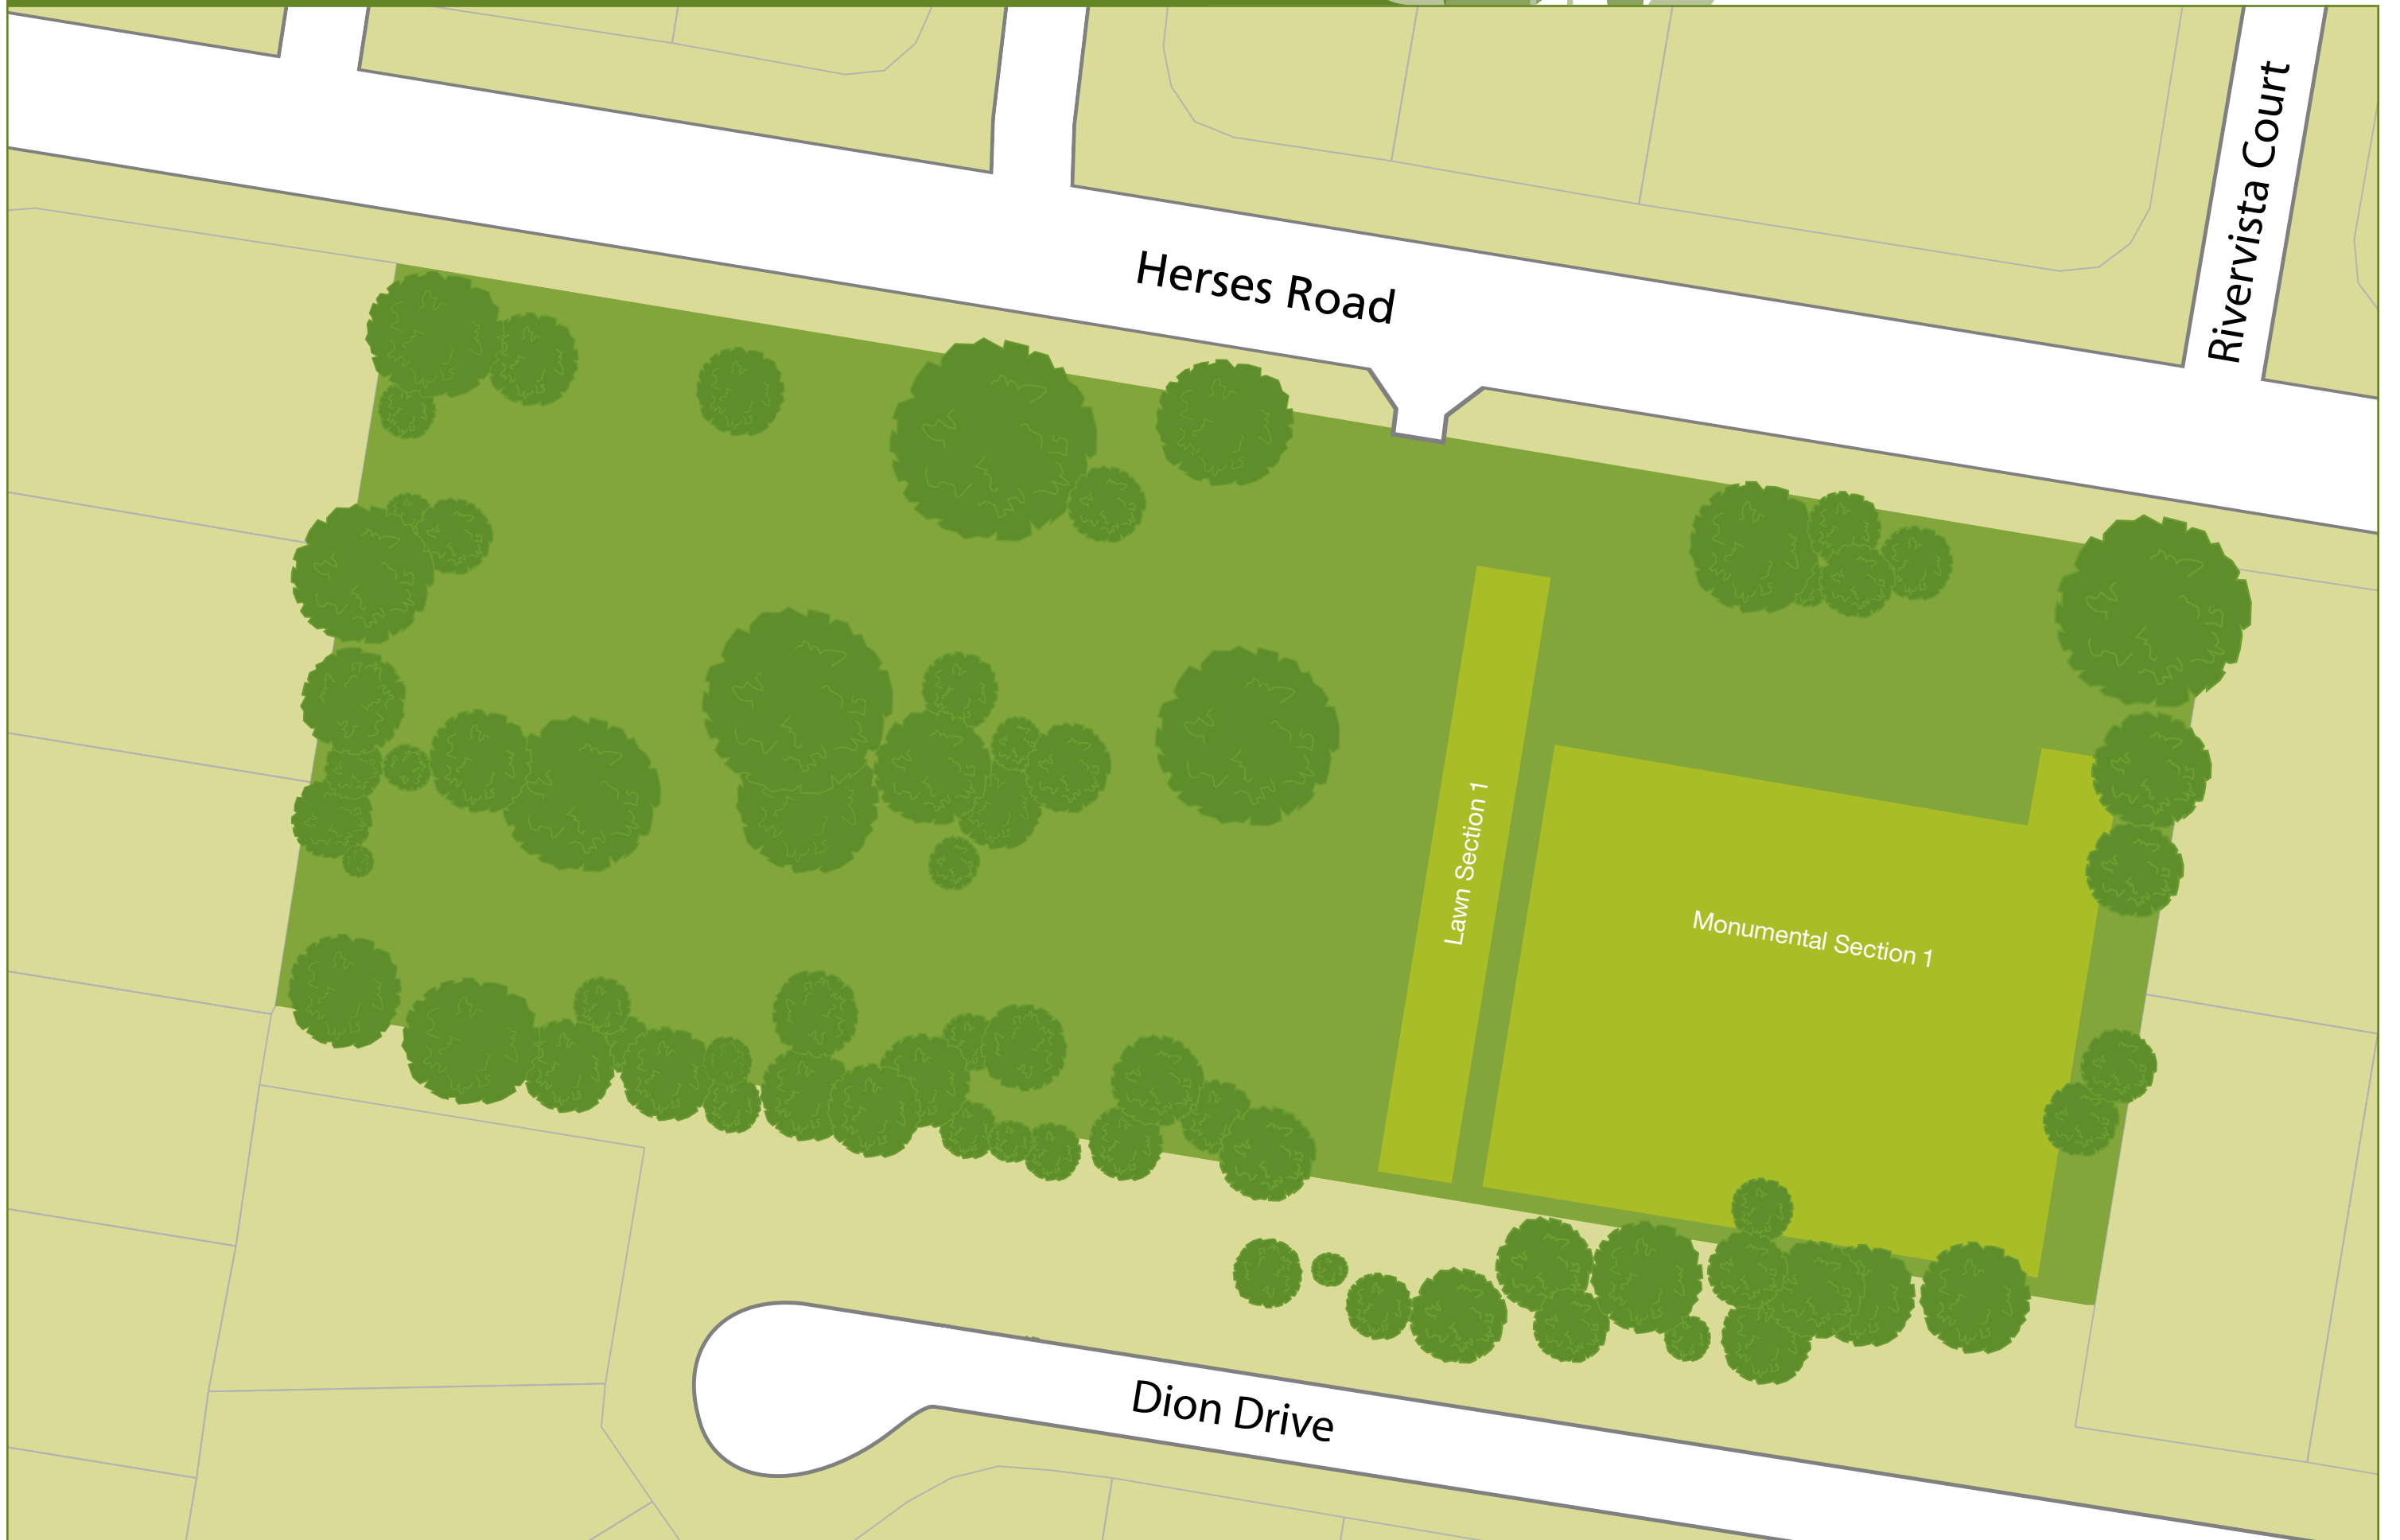 Rivervista Court
Herses Road
Lawn Section 1
Monumental Section 1
Dion Drive